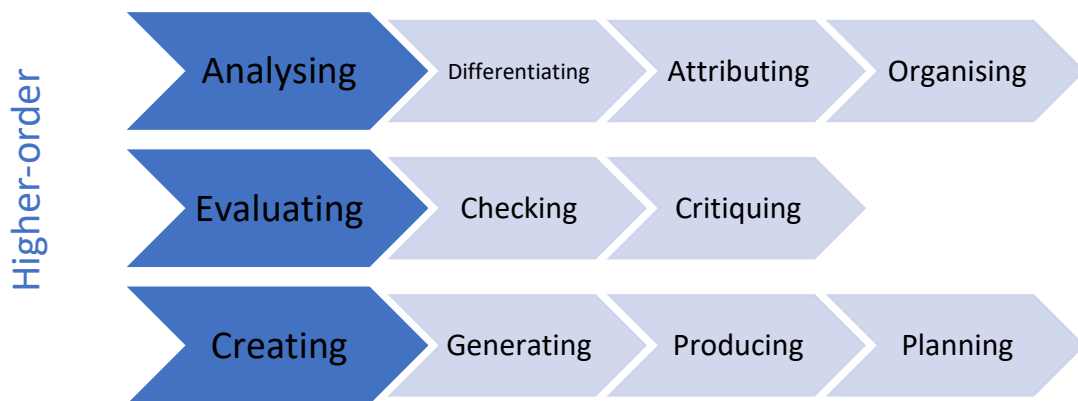 Higher-order
Analysing
Differentiating
Attributing
Organising
Evaluating
Checking
Critiquing
Creating
Generating
Producing
Planning